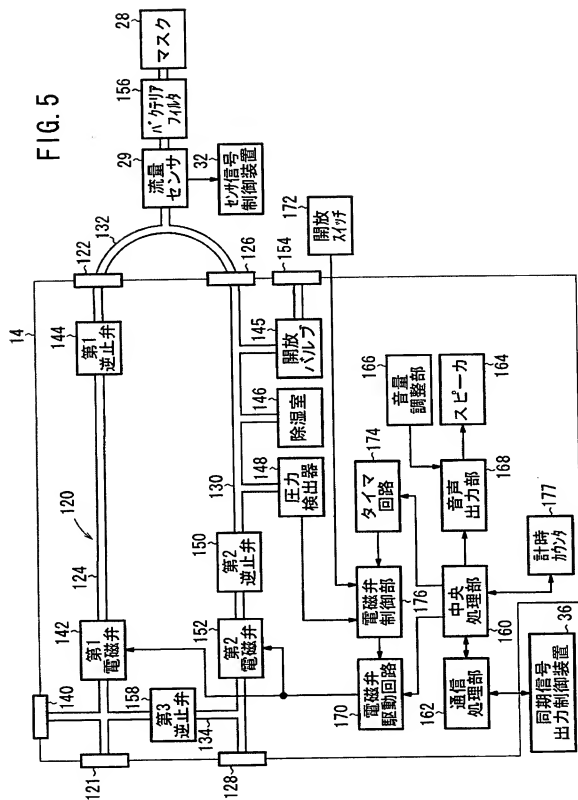 FIG. 5
14
120
121
140
142
第1
電磁弁
124
144
第1
逆止弁
122
132
29
流量
センサ
156
バクテリア
フィルタ
28
マスク
32
センサ信号
制御装置
158
第3
逆止弁
134
128
152
第2
電磁弁
150
第2
逆止弁
130
148
圧力
検出器
146
除湿室
145
開放
バルブ
126
154
172
開放
スイッチ
170
電磁弁
駆動回路
176
電磁弁
制御部
174
タイマ
回路
166
音量
調整部
162
通信
処理部
160
中央
処理部
168
音声
出力部
164
スピーカ
36
同期信号
出力制御装置
177
計時
カウンタ